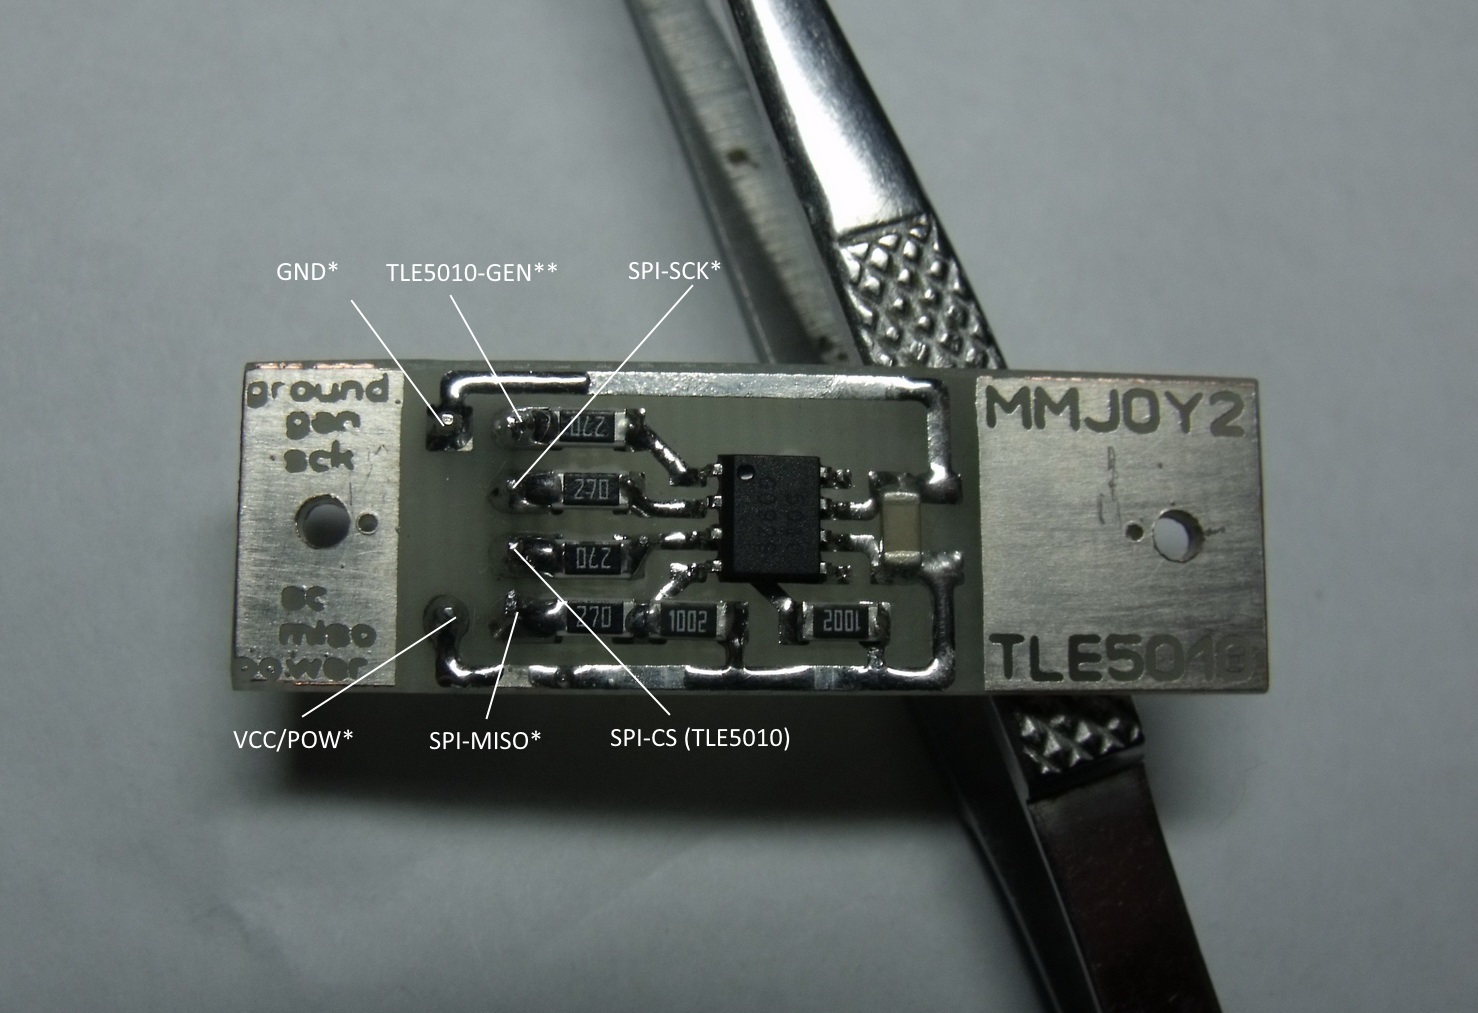 GND*
TLE5010-GEN**
SPI-SCK*
ground
gen
sck
MMJOY2
270
270
270
270
1002
2001
sc
miso
power
TLE5010
VCC/POW*
SPI-MISO*
SPI-CS (TLE5010)